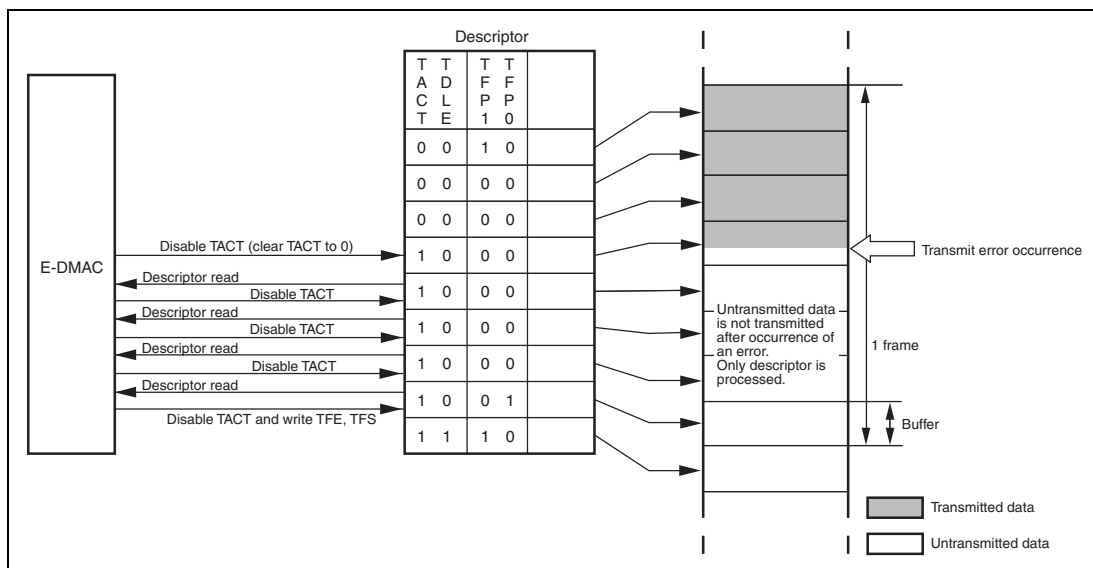 Descriptor
T T T T
A D F F
C L P P
T E 1 0
0 0 1 0
0 0 0 0
0 0 0 0
Disable TACT (clear TACT to 0)
1 0 0 0
Transmit error occurrence
E-DMAC
Descriptor read
1 0 0 0
Disable TACT
Descriptor read
1 0 0 0
Disable TACT
Descriptor read
1 0 0 0
Disable TACT
Untransmitted data
is not transmitted
after occurrence of
an error.
Only descriptor is
processed.
1 frame
Descriptor read
1 0 0 1
Disable TACT and write TFE, TFS
Buffer
1 1 1 0
Transmitted data
Untransmitted data